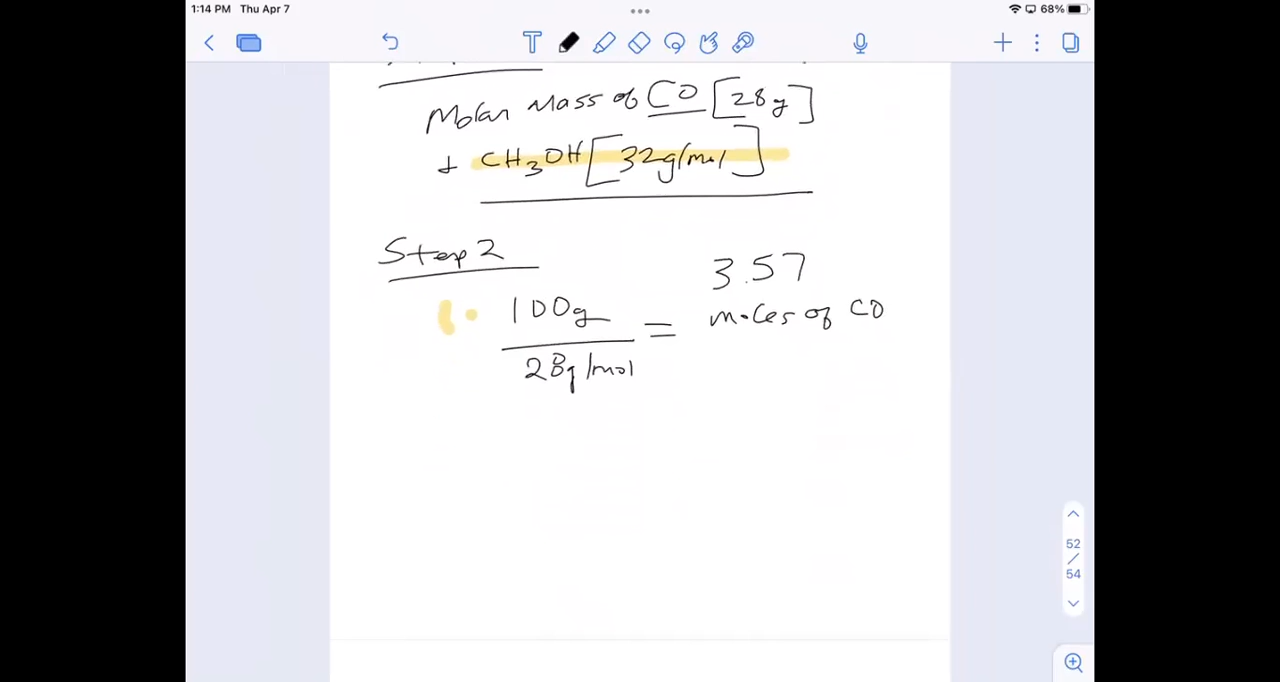 1:14 PM Thu Apr 7
68%
Molar Mass of CO [28g]
+ CH3OH [32g/mol]
Step 2
1. 100g
28g/mol
=
3.57
moles of CO
52
/
54